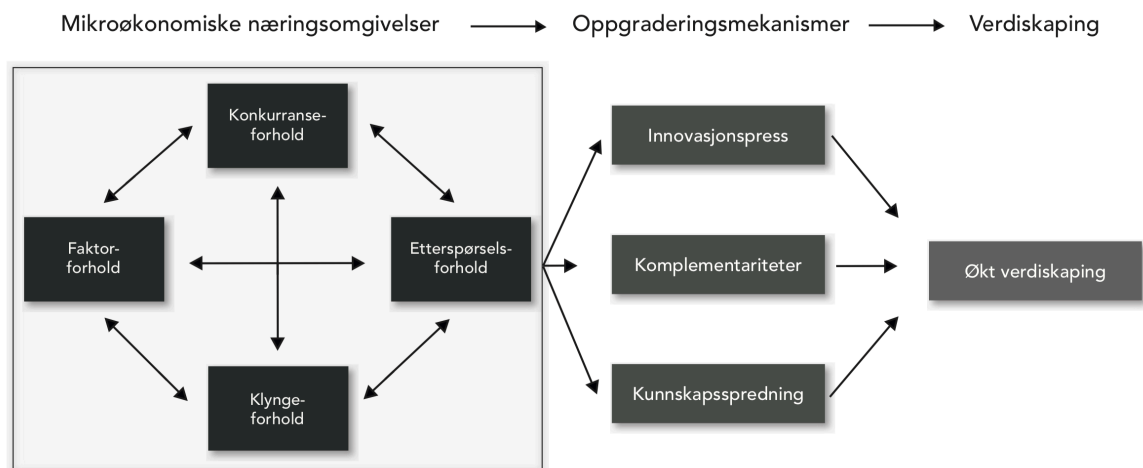 Mikroøkonomiske næringsomgivelser
Oppgraderingsmekanismer
Verdiskaping
Konkurranse-
forhold
Faktor-
forhold
Etterspørsels-
forhold
Klynge-
forhold
Innovasjonspress
Komplementariteter
Kunnskapsspredning
Økt verdiskaping